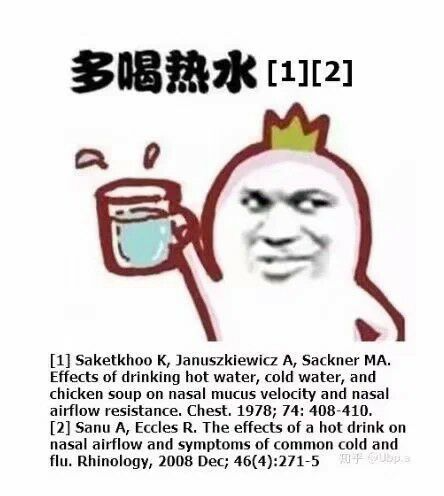 多喝热水 [1][2]
[1] Saketkhoo K, Januszkiewicz A, Sackner MA.
Effects of drinking hot water, cold water, and
chicken soup on nasal mucus velocity and nasal
airflow resistance. Chest. 1978; 74: 408-410.
[2] Sanu A, Eccles R. The effects of a hot drink on
nasal airflow and symptoms of common cold and
flu. Rhinology, 2008 Dec; 46(4):271-5
知乎 @Ubp.a